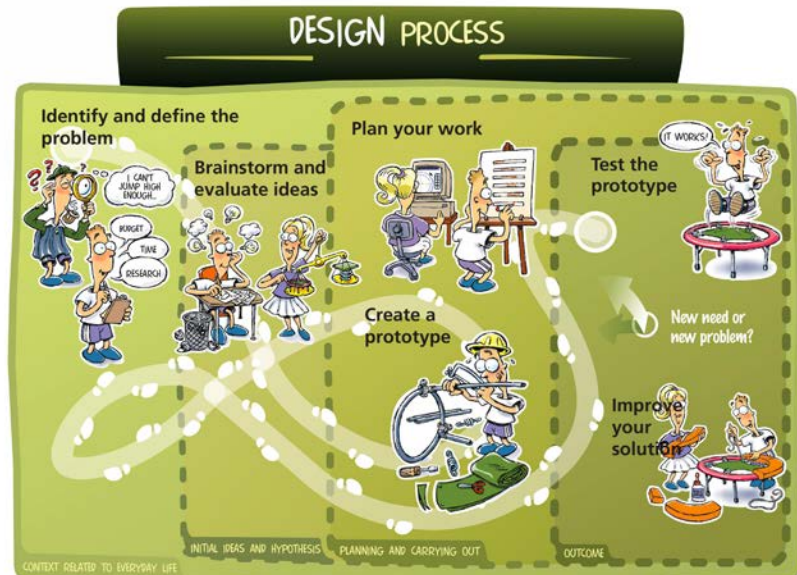 DESIGN PROCESS
Identify and define the
problem
I CAN'T
JUMP HIGH
ENOUGH...
BUDGET
TIME
RESEARCH
Brainstorm and
evaluate ideas
Plan your work
Create a
prototype
Test the
prototype
IT WORKS!
New need or
new problem?
Improve
your
solution
CONTEXT RELATED TO EVERYDAY LIFE
INITIAL IDEAS AND HYPOTHESIS
PLANNING AND CARRYING OUT
OUTCOME